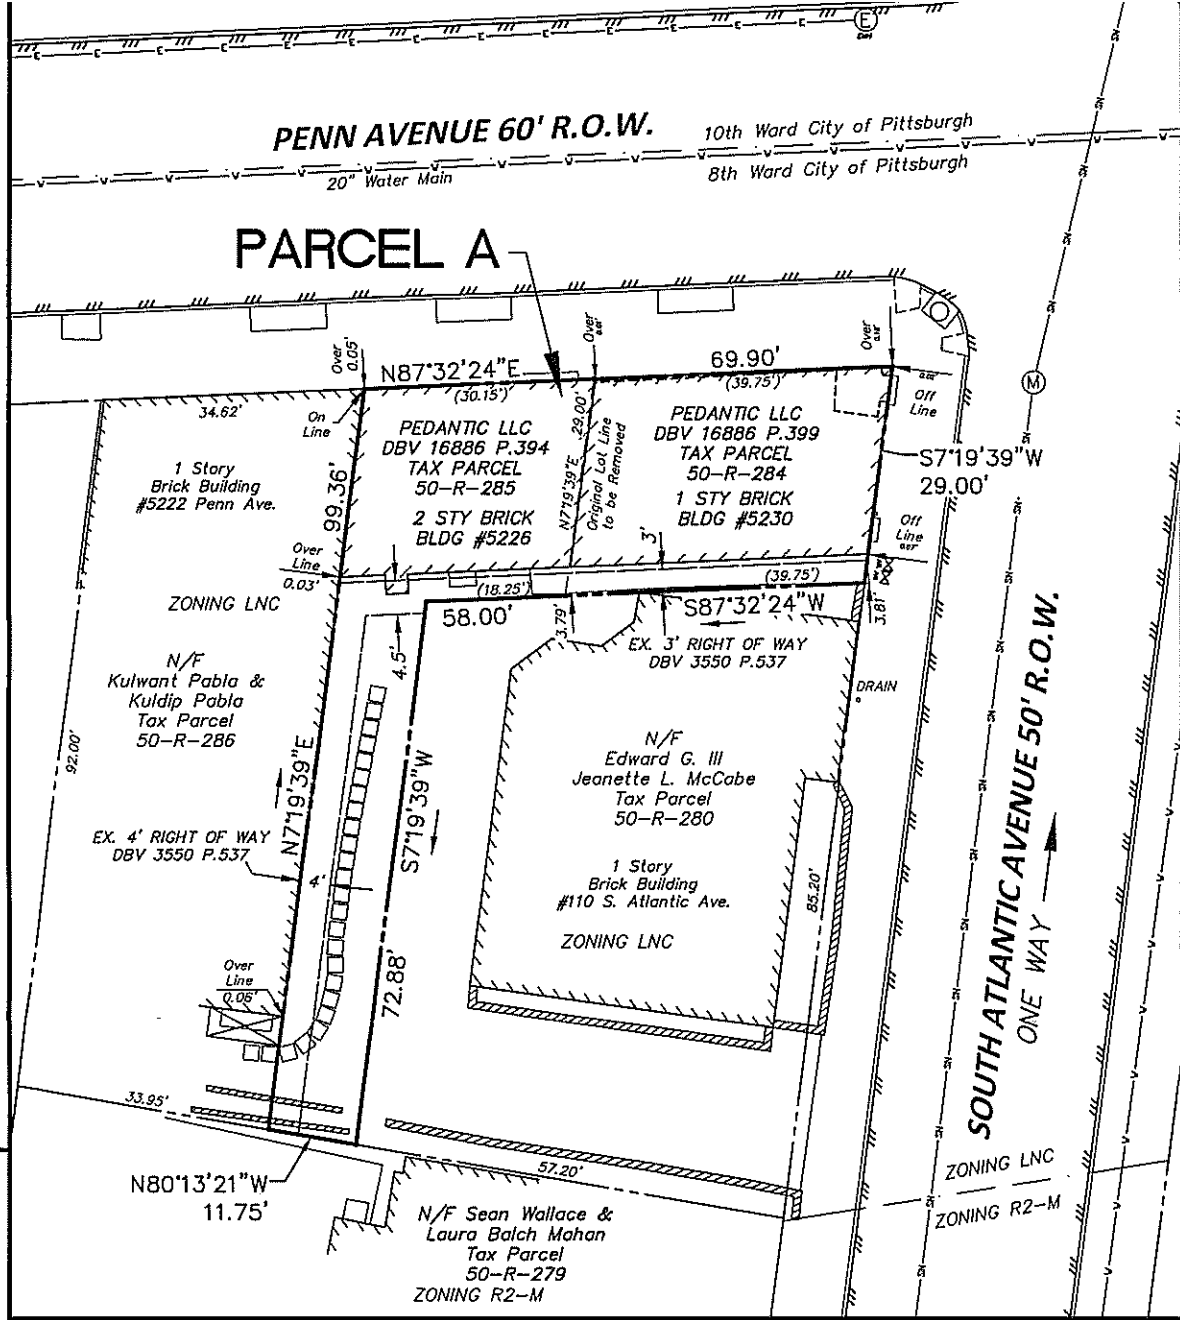 PENN AVENUE 60' R.O.W.
10th Ward City of Pittsburgh
8th Ward City of Pittsburgh
20" Water Main
E
PARCEL A
Over
0.05'
N87°32'24"E
(30.15')
Over
69.90'
(39.75')
Over
Off
Line
34.62'
On
Line
PEDANTIC LLC
DBV 16886 P.394
TAX PARCEL
50-R-285
2 STY BRICK
BLDG #5226
N7°19'39"E 29.00'
Original Lot Line
to be Removed
PEDANTIC LLC
DBV 16886 P.399
TAX PARCEL
50-R-284
1 STY BRICK
BLDG #5230
M
S7°19'39"W
29.00'
1 Story
Brick Building
#5222 Penn Ave.
99.36'
Over
Line
0.03'
3'
Off
Line
ZONING LNC
(18.25')
(39.75')
58.00'
S87°32'24"W
3.79'
3.81'
4.5'
EX. 3' RIGHT OF WAY
DBV 3550 P.537
DRAIN
N/F
Kulwant Pabla &
Kuldip Pabla
Tax Parcel
50-R-286
92.00'
N7°19'39"E
S7°19'39"W
72.88'
N/F
Edward G. III
Jeanette L. McCabe
Tax Parcel
50-R-280
1 Story
Brick Building
#110 S. Atlantic Ave.
ZONING LNC
85.20'
EX. 4' RIGHT OF WAY
DBV 3550 P.537
4'
Over
Line
0.06'
SOUTH ATLANTIC AVENUE 50' R.O.W.
ONE WAY
33.95'
57.20'
N80°13'21"W
11.75'
ZONING LNC
ZONING R2-M
N/F Sean Wallace &
Laura Balch Mahan
Tax Parcel
50-R-279
ZONING R2-M